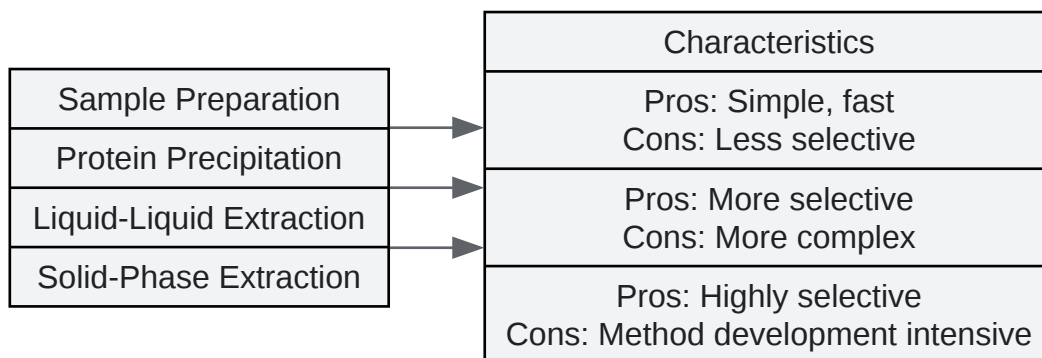 Sample Preparation
Protein Precipitation
Liquid-Liquid Extraction
Solid-Phase Extraction
Characteristics
Pros: Simple, fast
Cons: Less selective
Pros: More selective
Cons: More complex
Pros: Highly selective
Cons: Method development intensive